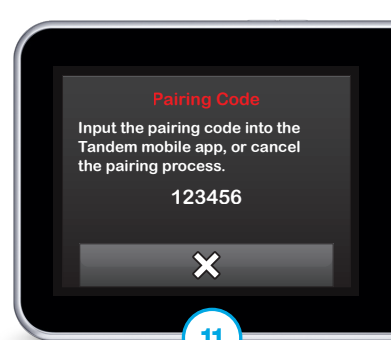 Pairing Code
Input the pairing code into the
Tandem mobile app, or cancel
the pairing process.
123456
11